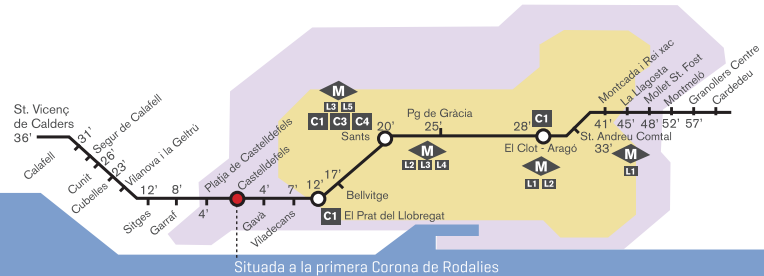 St. Vicenç
de Calders
36'
Calafell
31'
Segur de Calafell
Cunit
26'
Cubelles
23'
Vilanova i la Geltrú
12'
Sitges
8'
Garraf
Platja de Castelldefels
4'
Castelldefels
4'
Gavà
7'
Viladecans
12'
C1 El Prat del Llobregat
17'
Bellvitge
M
L3 L5
C1 C3 C4
Sants
20'
Pg de Gràcia
25'
M
L2 L3 L4
C1
28'
El Clot - Aragó
M
L1 L2
St. Andreu Comtal
33'
M
L1
Montcada i Rei xac
41'
La Llagosta
45'
Mollet St. Fost
48'
Montmeló
52'
Granollers Centre
57'
Cardedeu
Situada a la primera Corona de Rodalies